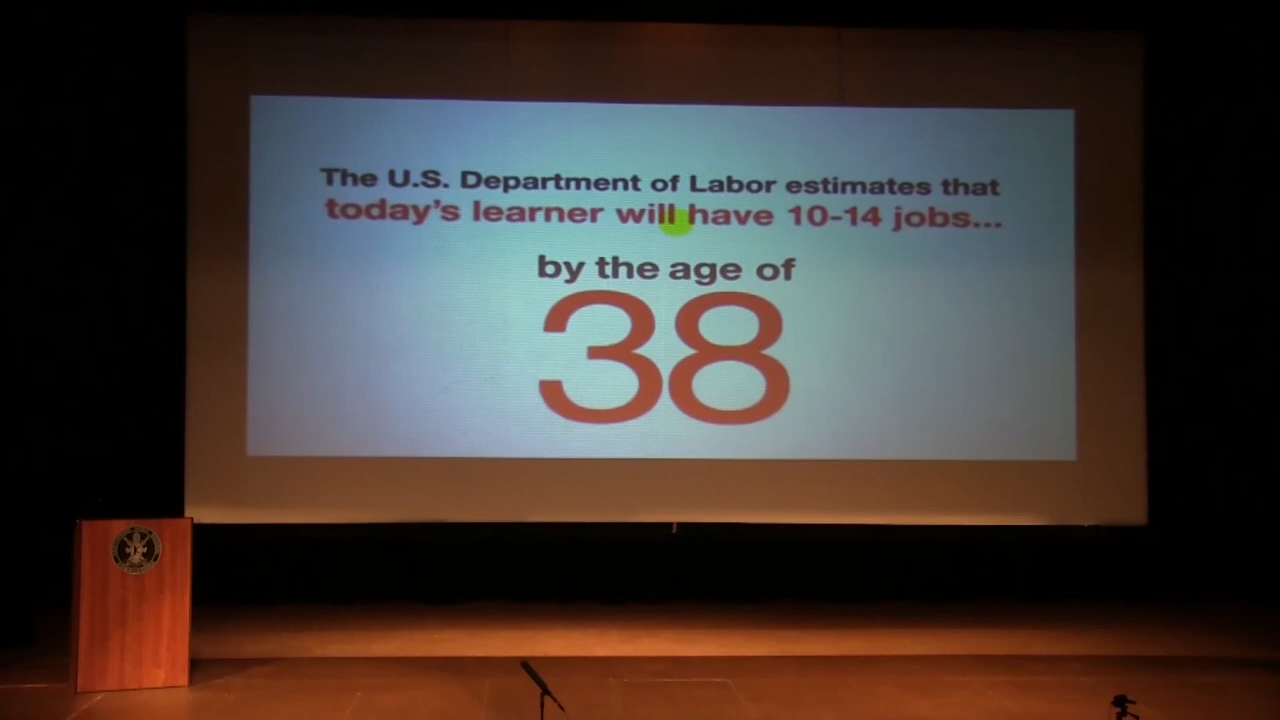 The U.S. Department of Labor estimates that
today's learner will have 10-14 jobs...
by the age of
38